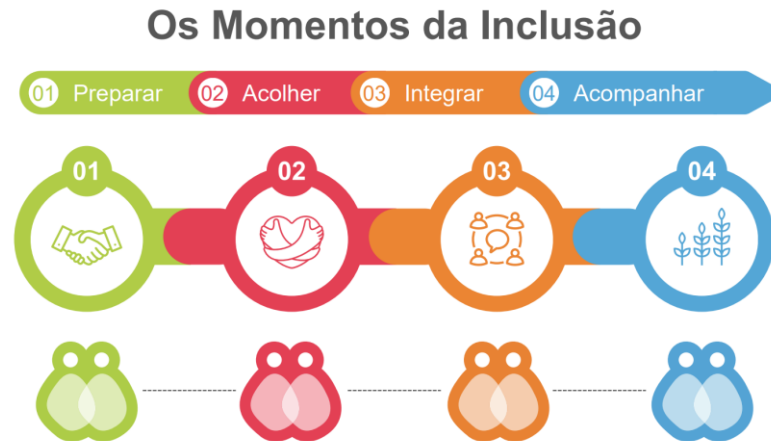 Os Momentos da Inclusão
01 Preparar 02 Acolher 03 Integrar 04 Acompanhar
01 02 03 04